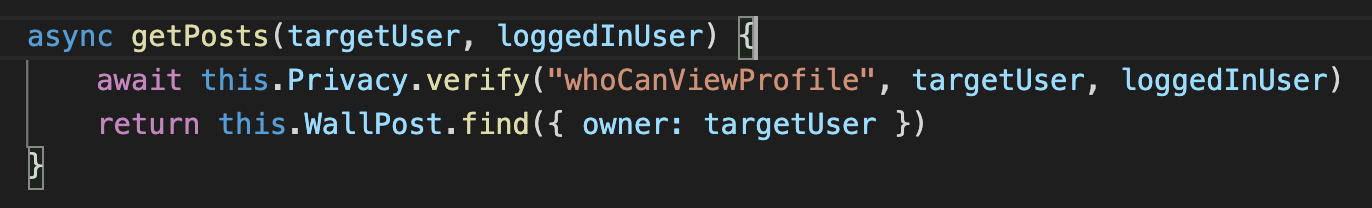 async getPosts(targetUser, loggedInUser) {
    await this.Privacy.verify("whoCanViewProfile", targetUser, loggedInUser)
    return this.WallPost.find({ owner: targetUser })
}